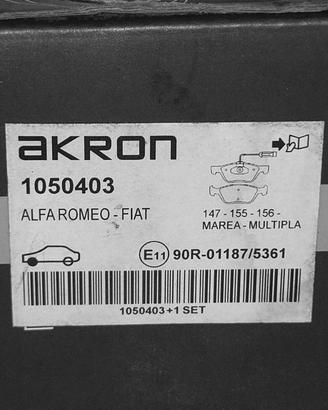 akron
1050403
ALFA ROMEO - FIAT
147 - 155 - 156 -
MAREA - MULTIPLA
E11 90R-01187/5361
1050403+1 SET